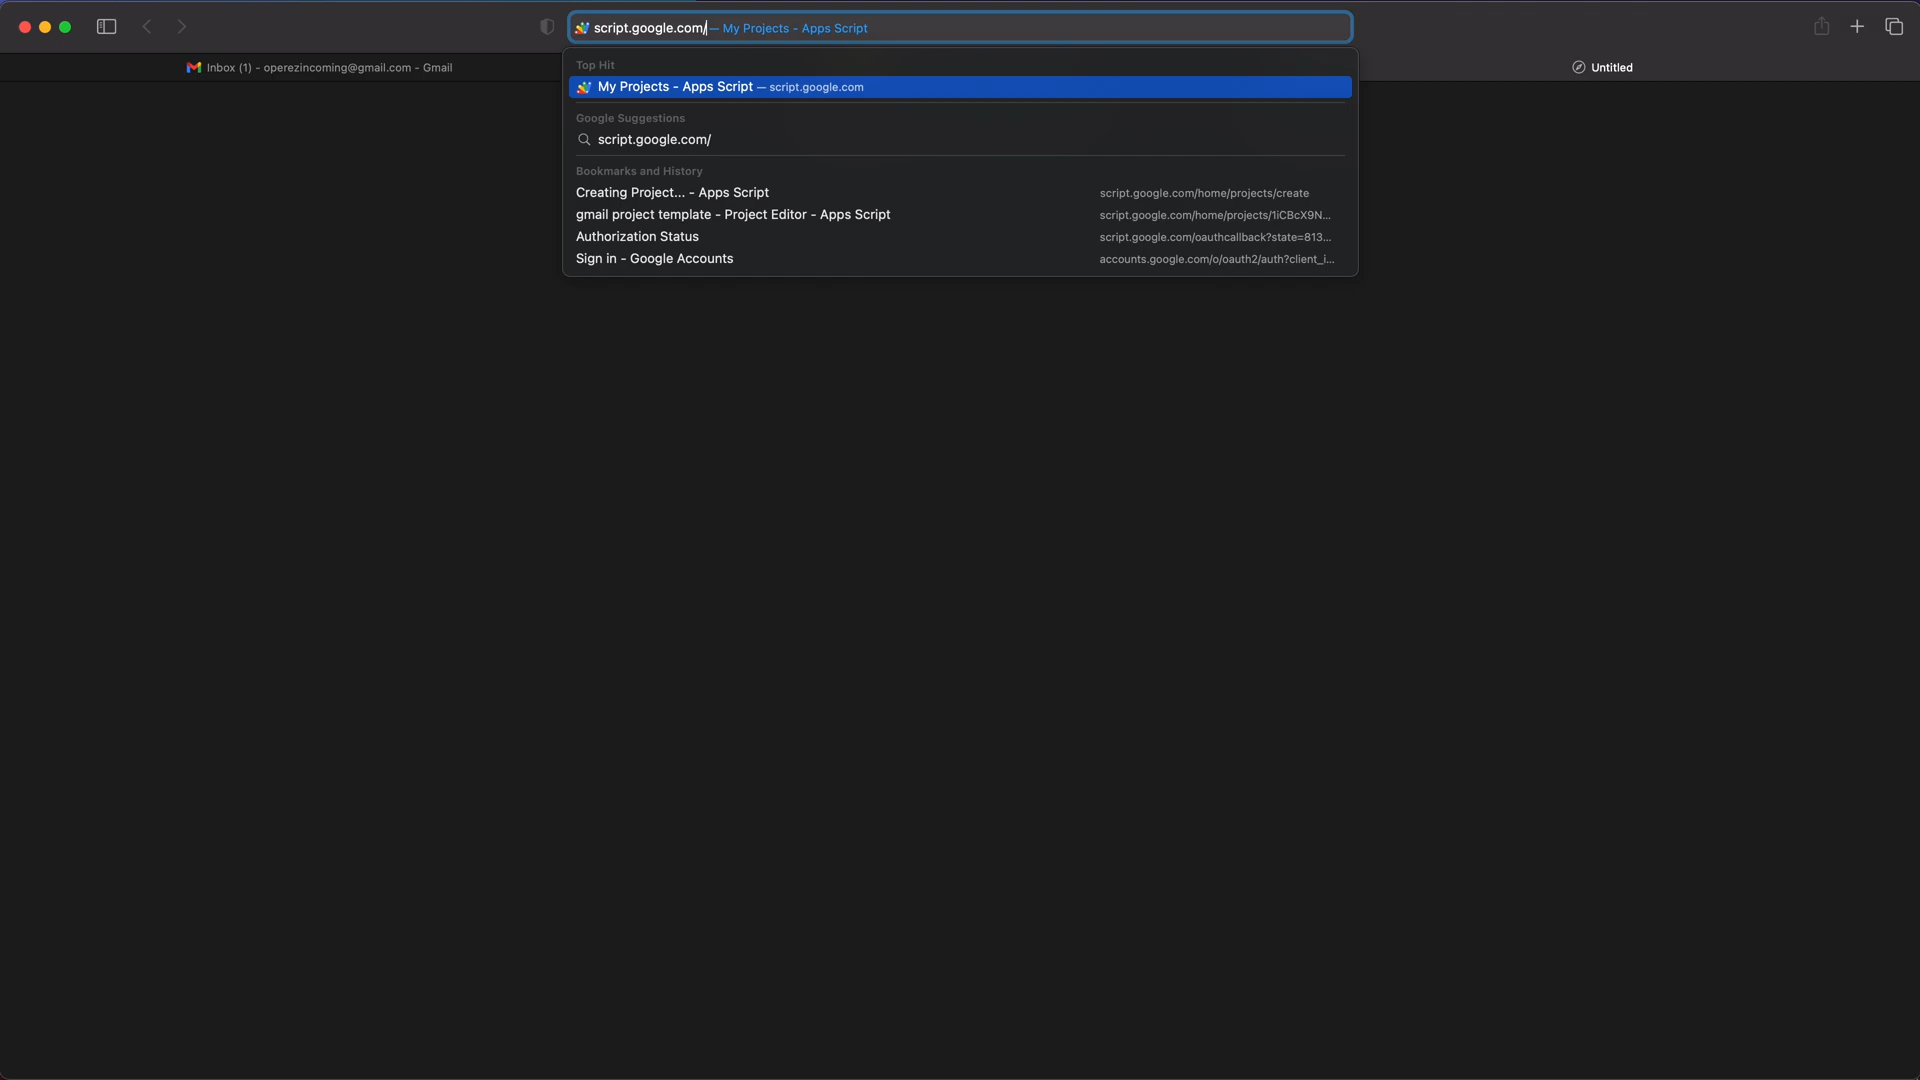 script.google.com/ — My Projects - Apps Script
Inbox (1) - operezincoming@gmail.com - Gmail
Untitled
Top Hit
My Projects - Apps Script — script.google.com
Google Suggestions
script.google.com/
Bookmarks and History
Creating Project... - Apps Script script.google.com/home/projects/create
gmail project template - Project Editor - Apps Script script.google.com/home/projects/1iCBcX9N...
Authorization Status script.google.com/oauthcallback?state=813...
Sign in - Google Accounts accounts.google.com/o/oauth2/auth?client_i...